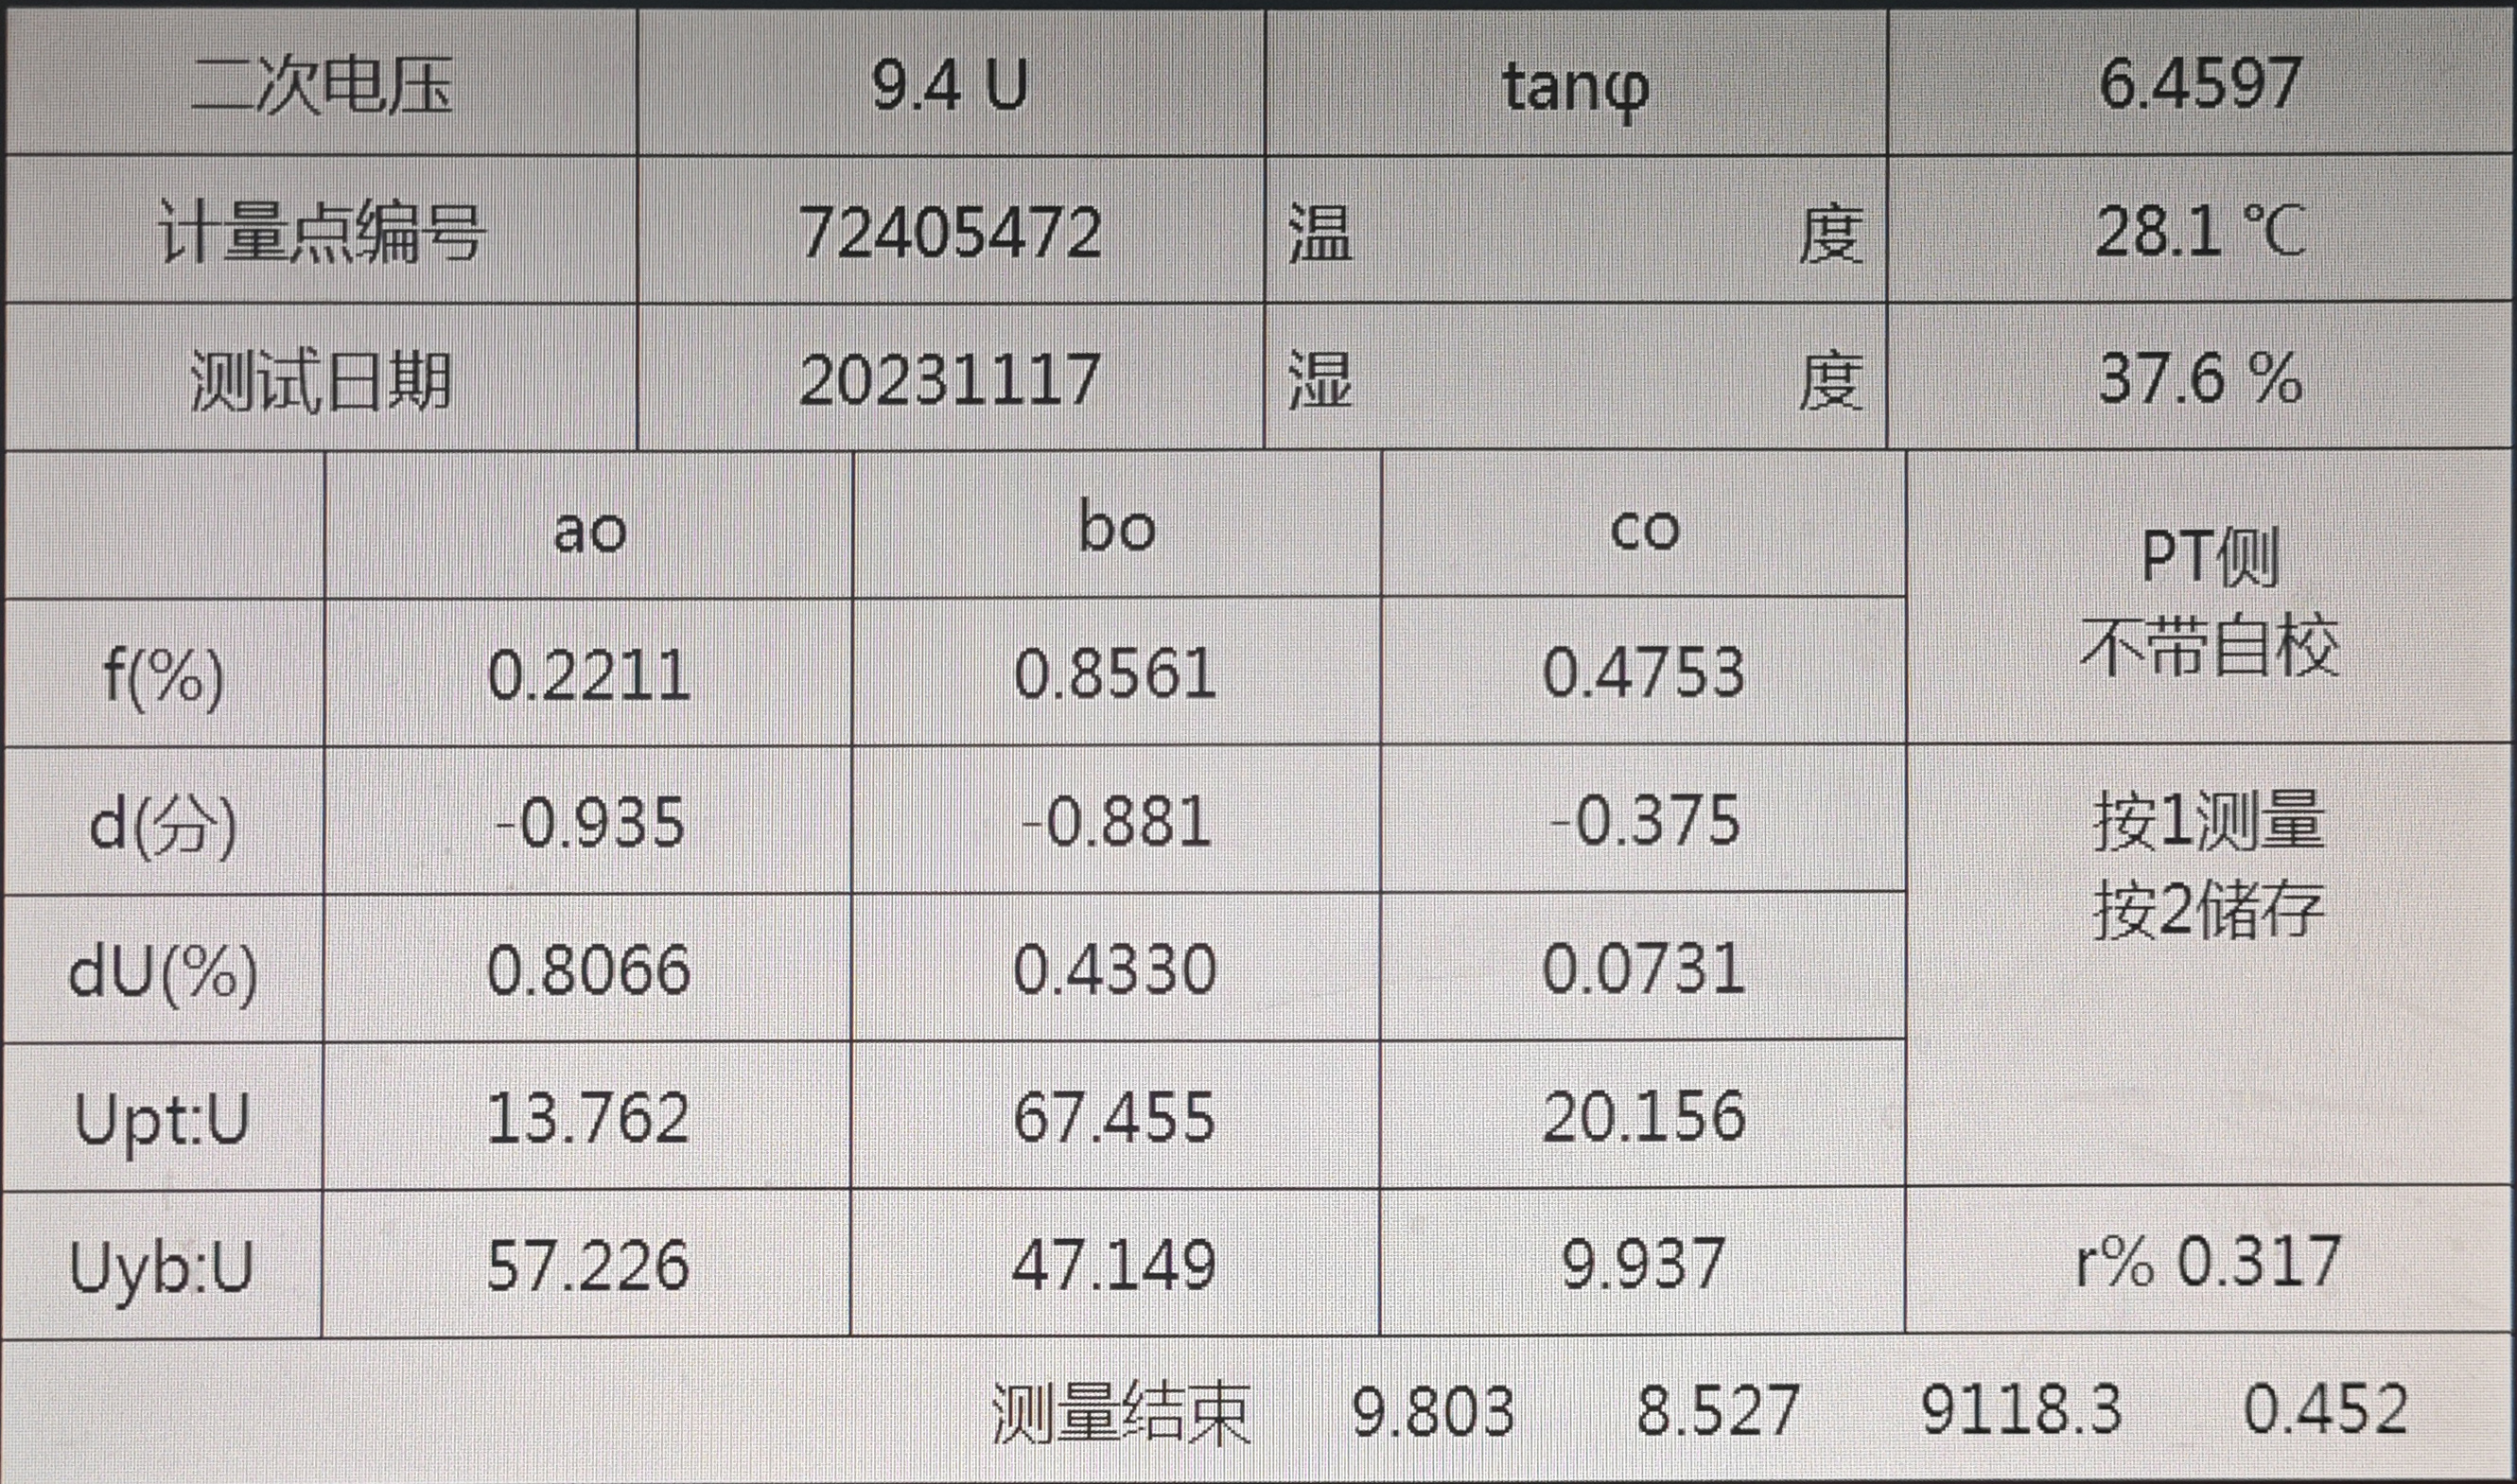 二次电压 9.4 U tanφ 6.4597
计量点编号 72405472 温 度 28.1 ℃
测试日期 20231117 湿 度 37.6 %
ao bo co PT侧
不带自校
f(%) 0.2211 0.8561 0.4753
d(分) -0.935 -0.881 -0.375 按1测量
按2储存
dU(%) 0.8066 0.4330 0.0731
Upt:U 13.762 67.455 20.156
Uyb:U 57.226 47.149 9.937 r% 0.317
测量结束 9.803 8.527 9118.3 0.452